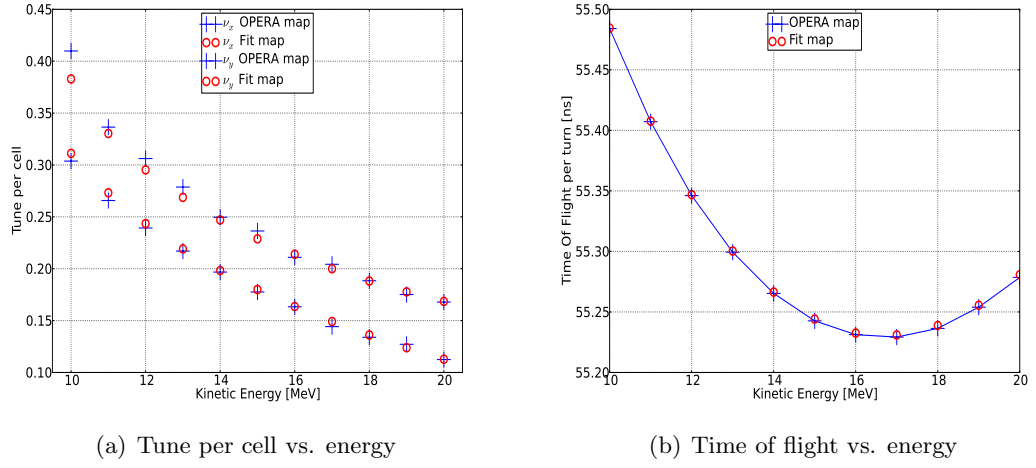 0.45
0.40
0.35
0.30
0.25
0.20
0.15
0.10
10
12
14
16
18
20
Tune per cell
Kinetic Energy [MeV]
νx OPERA map
νx Fit map
νy OPERA map
νy Fit map
(a) Tune per cell vs. energy
55.50
55.45
55.40
55.35
55.30
55.25
55.20
10
12
14
16
18
20
Time Of Flight per turn [ns]
Kinetic Energy [MeV]
OPERA map
Fit map
(b) Time of flight vs. energy